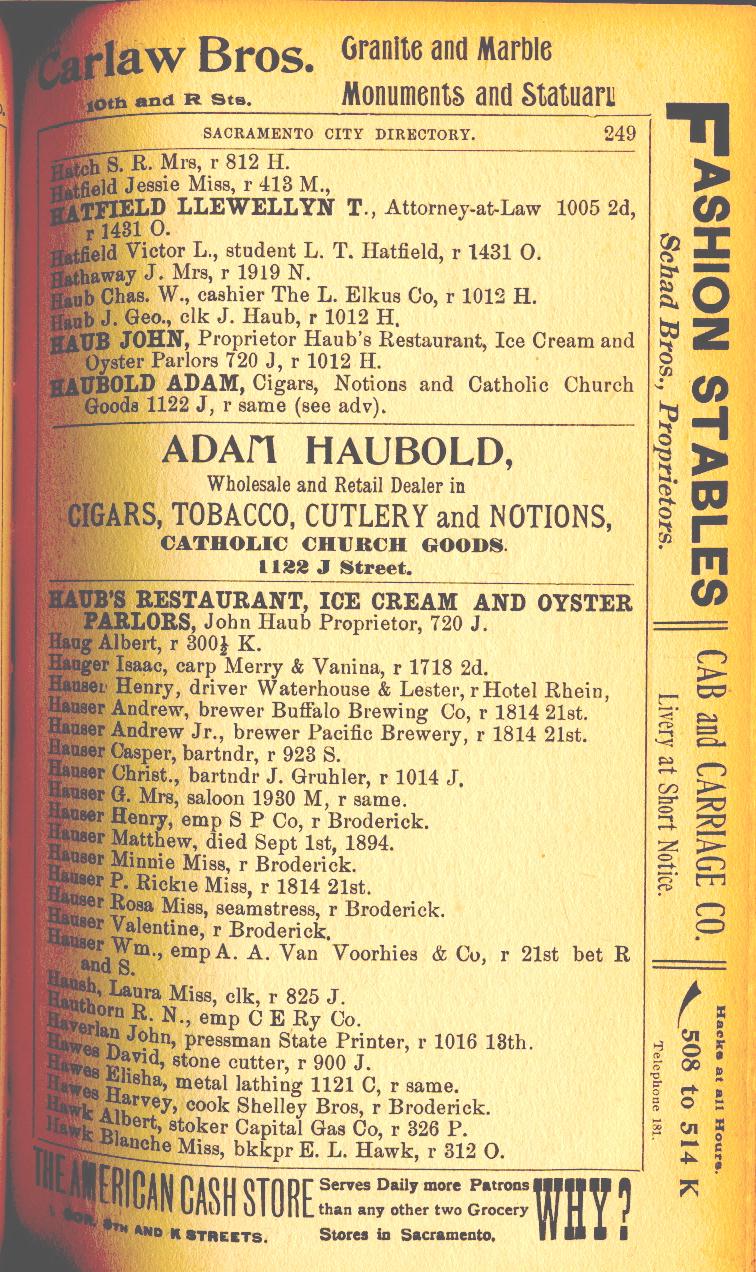 Carlaw Bros. Granite and Marble
10th and R Sts. Monuments and Statuary
SACRAMENTO CITY DIRECTORY. 249
Hatch S. R. Mrs, r 812 H.
Hatfield Jessie Miss, r 413 M.,
HATFIELD LLEWELLYN T., Attorney-at-Law 1005 2d,
r 1431 O.
Hatfield Victor L., student L. T. Hatfield, r 1431 O.
Hathaway J. Mrs, r 1919 N.
Haub Chas. W., cashier The L. Elkus Co, r 1012 H.
Haub J. Geo., clk J. Haub, r 1012 H.
HAUB JOHN, Proprietor Haub's Restaurant, Ice Cream and
Oyster Parlors 720 J, r 1012 H.
HAUBOLD ADAM, Cigars, Notions and Catholic Church
Goods 1122 J, r same (see adv).
ADAM HAUBOLD,
Wholesale and Retail Dealer in
CIGARS, TOBACCO, CUTLERY and NOTIONS,
CATHOLIC CHURCH GOODS.
1122 J Street.
HAUB'S RESTAURANT, ICE CREAM AND OYSTER
PARLORS, John Haub Proprietor, 720 J.
Haug Albert, r 300½ K.
Hauger Isaac, carp Merry & Vanina, r 1718 2d.
Hauser Henry, driver Waterhouse & Lester, r Hotel Rhein,
Hauser Andrew, brewer Buffalo Brewing Co, r 1814 21st.
Hauser Andrew Jr., brewer Pacific Brewery, r 1814 21st.
Hauser Casper, bartndr, r 923 S.
Hauser Christ., bartndr J. Gruhler, r 1014 J.
Hauser G. Mrs, saloon 1930 M, r same.
Hauser Henry, emp S P Co, r Broderick.
Hauser Matthew, died Sept 1st, 1894.
Hauser Minnie Miss, r Broderick.
Hauser P. Rickie Miss, r 1814 21st.
Hauser Rosa Miss, seamstress, r Broderick.
Hauser Valentine, r Broderick.
Hauser Wm., emp A. A. Van Voorhies & Co, r 21st bet R
and S.
Haush, Laura Miss, clk, r 825 J.
Hauthorn R. N., emp C E Ry Co.
Haverlan John, pressman State Printer, r 1016 13th.
Hawes David, stone cutter, r 900 J.
Hawes Elisha, metal lathing 1121 C, r same.
Hawes Harvey, cook Shelley Bros, r Broderick.
Hawk Albert, stoker Capital Gas Co, r 326 P.
Hawk Blanche Miss, bkkpr E. L. Hawk, r 312 O.
THE AMERICAN CASH STORE Serves Daily more Patrons WHY?
than any other two Grocery
COR. 8TH AND K STREETS. Stores in Sacramento.
FASHION STABLES
Schad Bros., Proprietors.
CAB and CARRIAGE CO.
Livery at Short Notice.
Hacks at all Hours.
508 to 514 K
Telephone 181.